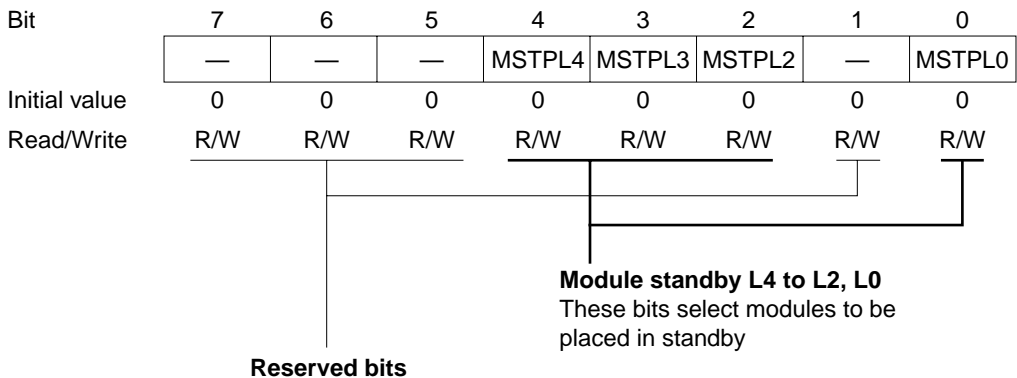 Bit 7 6 5 4 3 2 1 0
— — — MSTPL4 MSTPL3 MSTPL2 — MSTPL0
Initial value 0 0 0 0 0 0 0 0
Read/Write R/W R/W R/W R/W R/W R/W R/W R/W
Module standby L4 to L2, L0
These bits select modules to be
placed in standby
Reserved bits